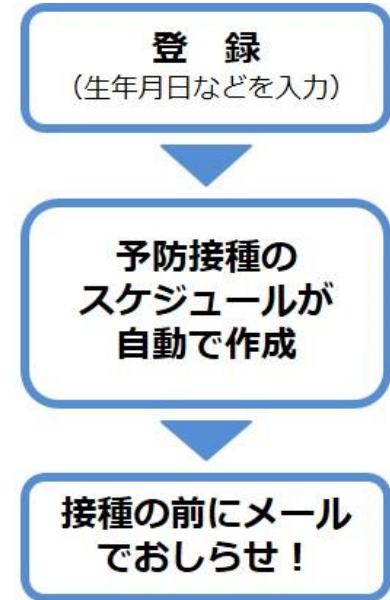 登　録
（生年月日などを入力）
予防接種の
スケジュールが
自動で作成
接種の前にメール
でおしらせ！